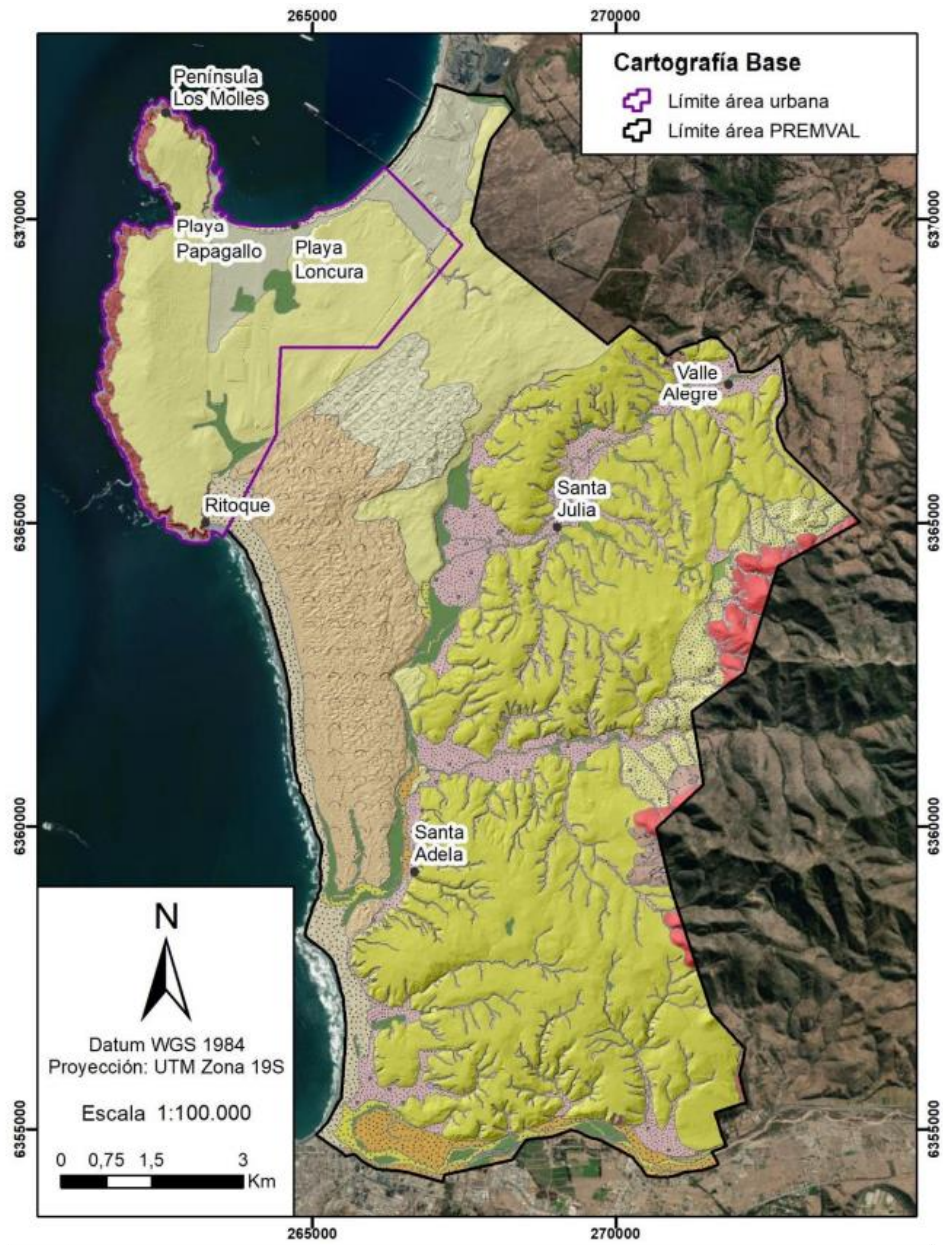 265000
270000
Cartografía Base
Límite área urbana
Límite área PREMVAL
Península
Los Molles
6370000
6370000
Playa
Papagallo
Playa
Loncura
Valle
Alegre
Ritoque
Santa
Julia
6365000
6365000
6360000
6360000
Santa
Adela
N
Datum WGS 1984
Proyección: UTM Zona 19S
Escala 1:100.000
0 0,75 1,5 3
Km
6355000
6355000
265000
270000